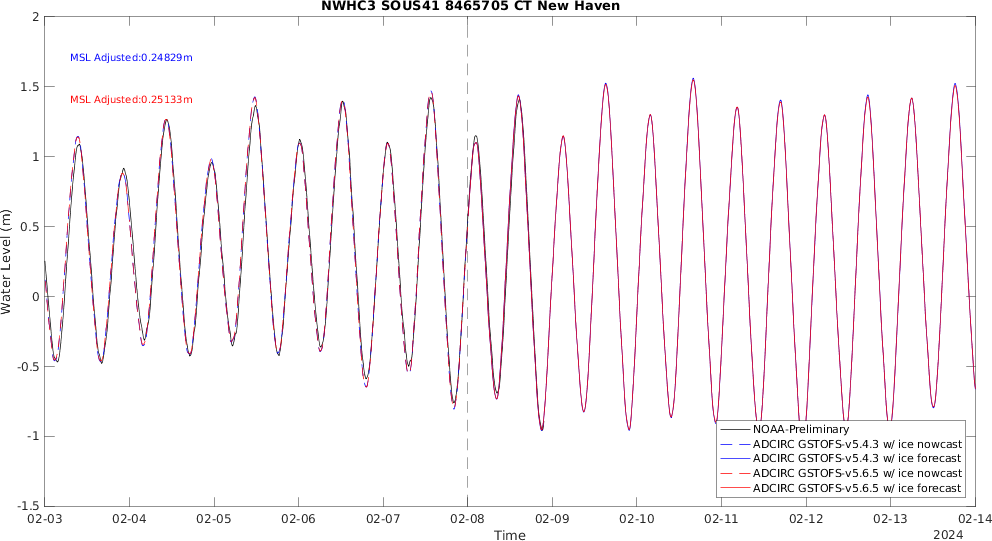 NWHC3 SOUS41 8465705 CT New Haven
2
MSL Adjusted:0.24829m
1.5
MSL Adjusted:0.25133m
1
0.5
Water Level (m)
0
-0.5
-1
NOAA-Preliminary
ADCIRC GSTOFS-v5.4.3 w/ ice nowcast
ADCIRC GSTOFS-v5.4.3 w/ ice forecast
ADCIRC GSTOFS-v5.6.5 w/ ice nowcast
ADCIRC GSTOFS-v5.6.5 w/ ice forecast
-1.5
02-03 02-04 02-05 02-06 02-07 02-08 02-09 02-10 02-11 02-12 02-13 02-14
Time
2024